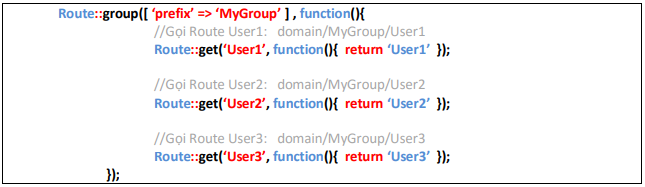 Route::group([ ‘prefix’ => ‘MyGroup’ ] , function(){
//Gọi Route User1: domain/MyGroup/User1
Route::get(‘User1’, function(){ return ‘User1’ });
//Gọi Route User2: domain/MyGroup/User2
Route::get(‘User2’, function(){ return ‘User2’ });
//Gọi Route User3: domain/MyGroup/User3
Route::get(‘User3’, function(){ return ‘User3’ });
});